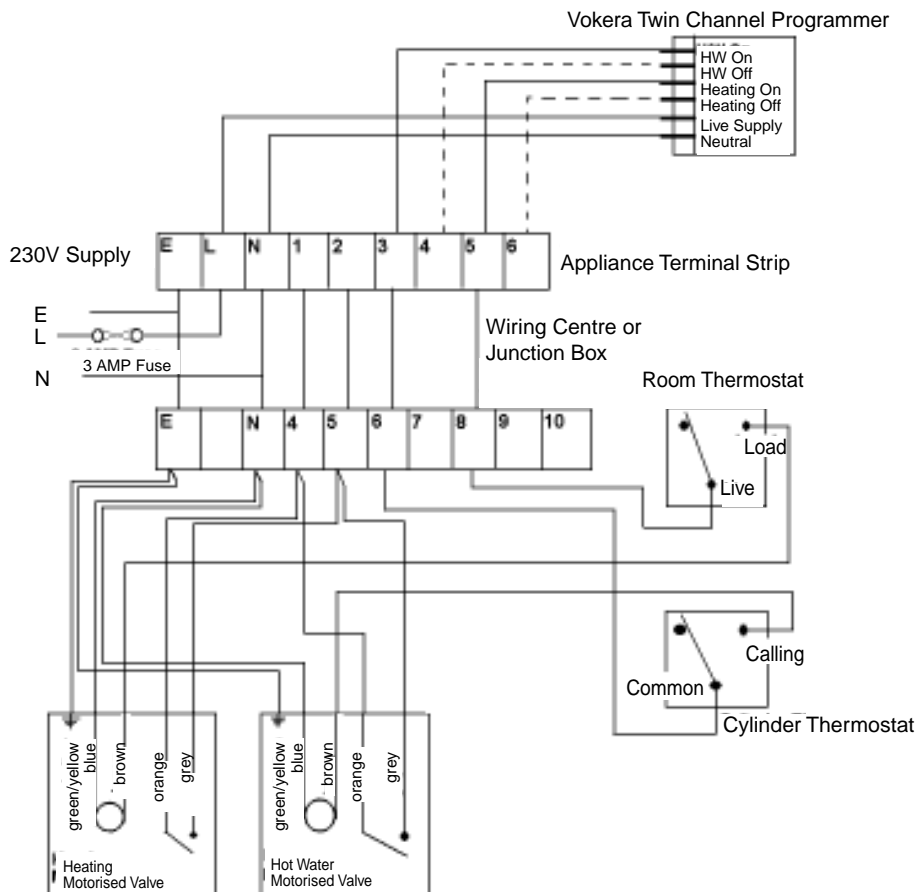 Vokera Twin Channel Programmer
HW On
HW Off
Heating On
Heating Off
Live Supply
Neutral
230V Supply
E L N 1 2 3 4 5 6
Appliance Terminal Strip
E
L
3 AMP Fuse
N
Wiring Centre or
Junction Box
Room Thermostat
E N 4 5 6 7 8 9 10
Load
Live
Calling
Common
Cylinder Thermostat
green/yellow
blue
brown
orange
grey
green/yellow
blue
brown
orange
grey
Heating
Motorised Valve
Hot Water
Motorised Valve